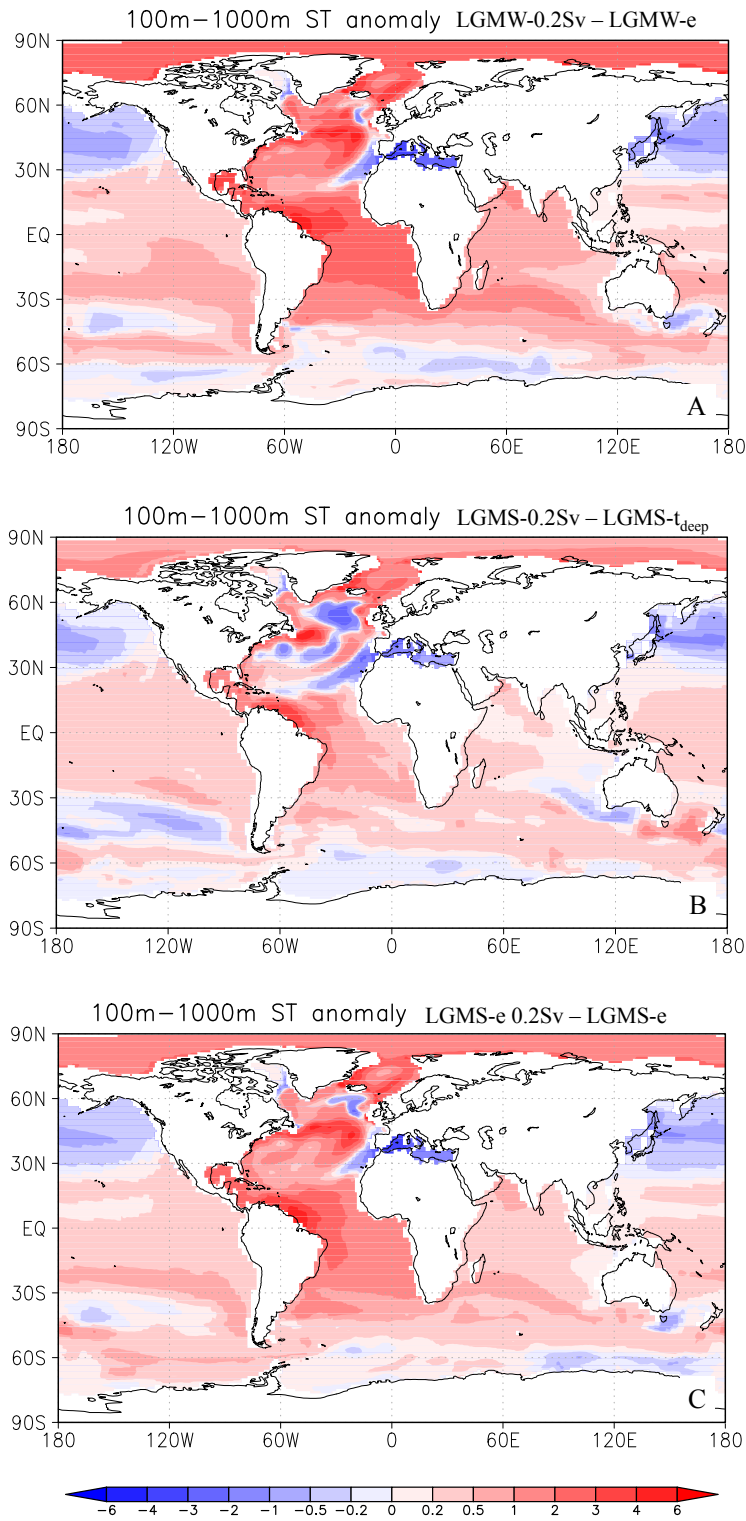 100m−1000m ST anomaly LGMW-0.2Sv – LGMW-e
90N
60N
30N
EQ
30S
60S
90S
A
180 120W 60W 0 60E 120E 180
100m−1000m ST anomaly LGMS-0.2Sv – LGMS-tdeep
90N
60N
30N
EQ
30S
60S
90S
B
180 120W 60W 0 60E 120E 180
100m−1000m ST anomaly LGMS-e 0.2Sv – LGMS-e
90N
60N
30N
EQ
30S
60S
90S
C
180 120W 60W 0 60E 120E 180
−6 −4 −3 −2 −1 −0.5 −0.2 0 0.2 0.5 1 2 3 4 6